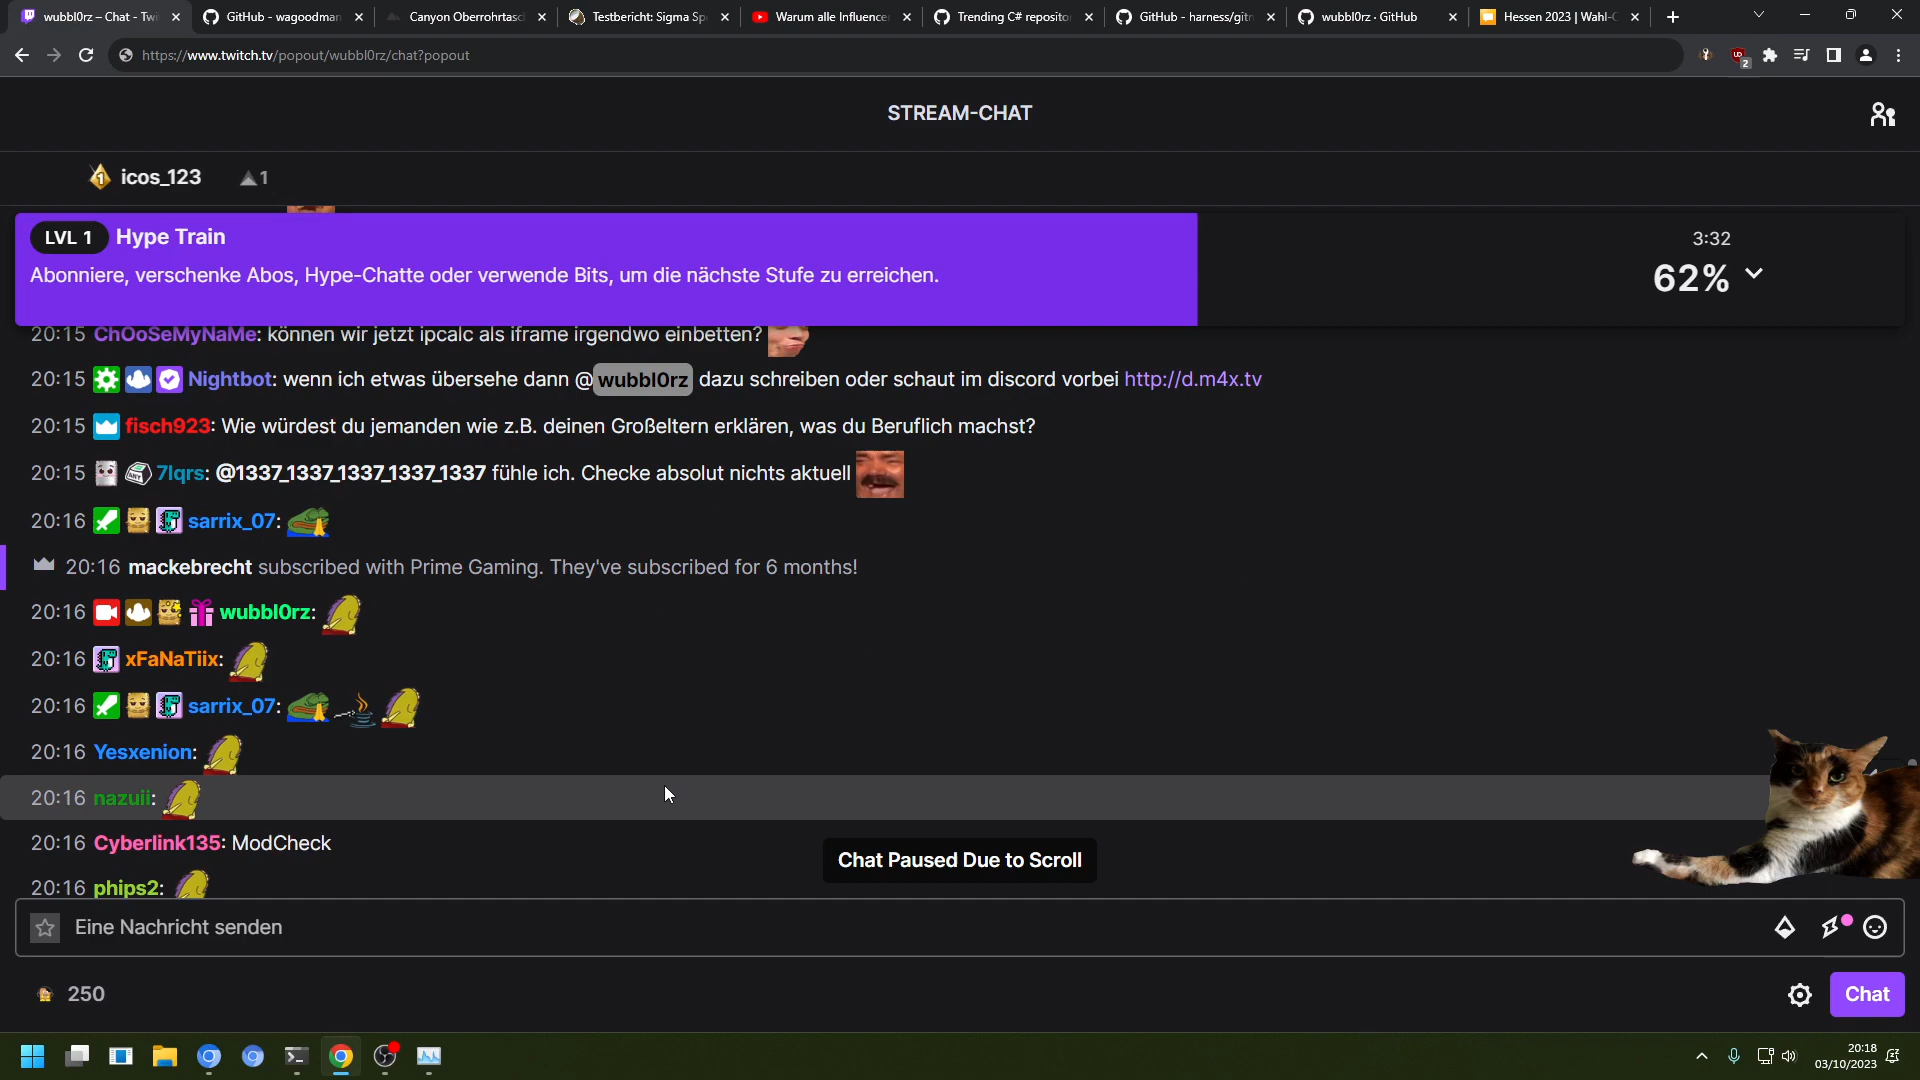 wubbl0rz – Chat - Twi
GitHub - wagoodman
Canyon Oberrohrtasc
Testbericht: Sigma Sp
Warum alle Influence
Trending C# reposito
GitHub - harness/gitn
wubbl0rz · GitHub
Hessen 2023 | Wahl-
https://www.twitch.tv/popout/wubbl0rz/chat?popout
2
STREAM-CHAT
1 icos_123 1
LVL 1 Hype Train
3:32
Abonniere, verschenke Abos, Hype-Chatte oder verwende Bits, um die nächste Stufe zu erreichen.
62%
20:15 ChOoSeMyNaMe: können wir jetzt ipcalc als iframe irgendwo einbetten?
20:15 Nightbot: wenn ich etwas übersehe dann @wubbl0rz dazu schreiben oder schaut im discord vorbei http://d.m4x.tv
20:15 fisch923: Wie würdest du jemanden wie z.B. deinen Großeltern erklären, was du Beruflich machst?
20:15 7lqrs: @1337_1337_1337_1337_1337 fühle ich. Checke absolut nichts aktuell
20:16 sarrix_07:
20:16 mackebrecht subscribed with Prime Gaming. They've subscribed for 6 months!
20:16 wubbl0rz:
20:16 xFaNaTiix:
20:16 sarrix_07:
20:16 Yesxenion:
20:16 nazuii:
20:16 Cyberlink135: ModCheck
Chat Paused Due to Scroll
20:16 phips2:
Eine Nachricht senden
250
Chat
20:18
03/10/2023